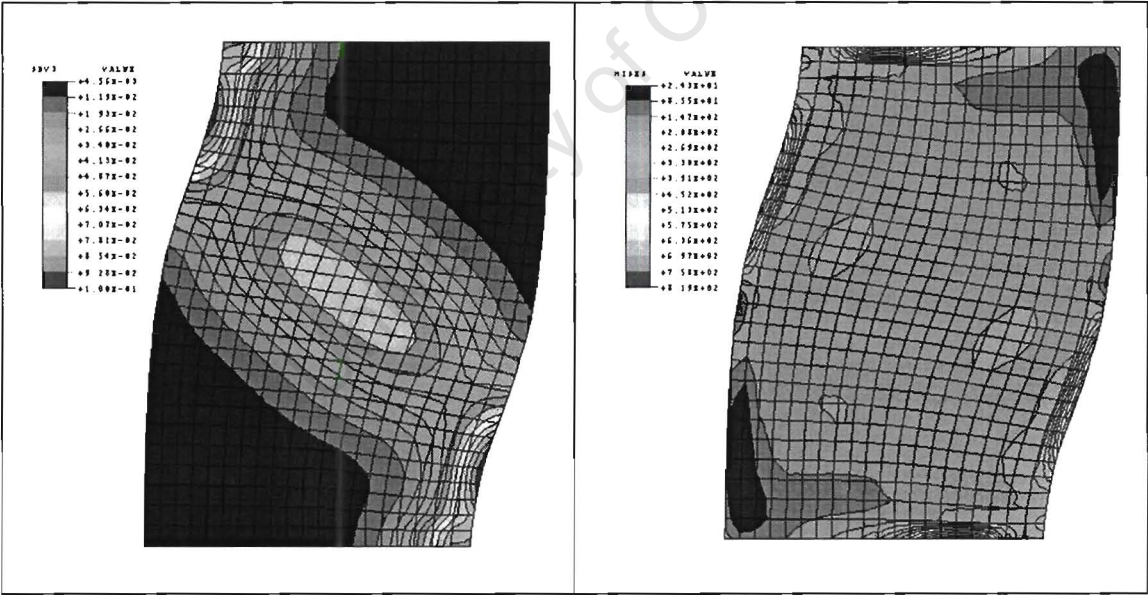 SDV3 VALUE
+4.56E-03
+1.19E-02
+1.93E-02
+2.66E-02
+3.40E-02
+4.13E-02
+4.87E-02
+5.60E-02
+6.34E-02
+7.07E-02
+7.81E-02
+8.54E-02
+9.28E-02
+1.00E-01
ty of C
MISES VALUE
+2.43E+01
+8.55E+01
+1.47E+02
+2.08E+02
+2.69E+02
+3.30E+02
+3.91E+02
+4.52E+02
+5.13E+02
+5.75E+02
+6.36E+02
+6.97E+02
+7.58E+02
+8.19E+02